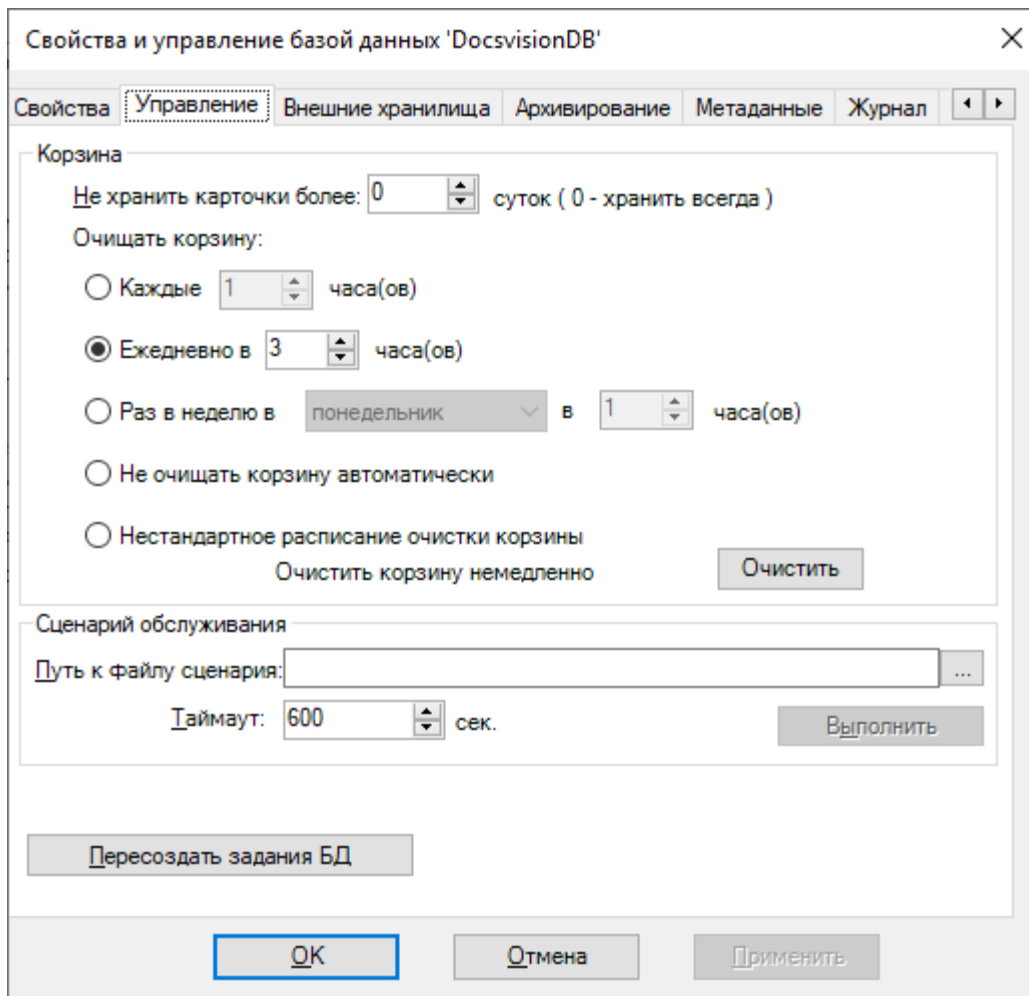 Свойства и управление базой данных 'DocsvisionDB'
Свойства Управление Внешние хранилища Архивирование Метаданные Журнал
Корзина
Не хранить карточки более: 0 суток ( 0 - хранить всегда )
Очищать корзину:
Каждые 1 часа(ов)
Ежедневно в 3 часа(ов)
Раз в неделю в понедельник в 1 часа(ов)
Не очищать корзину автоматически
Нестандартное расписание очистки корзины
Очистить корзину немедленно Очистить
Сценарий обслуживания
Путь к файлу сценария: ...
Таймаут: 600 сек. Выполнить
Пересоздать задания БД
OK Отмена Применить